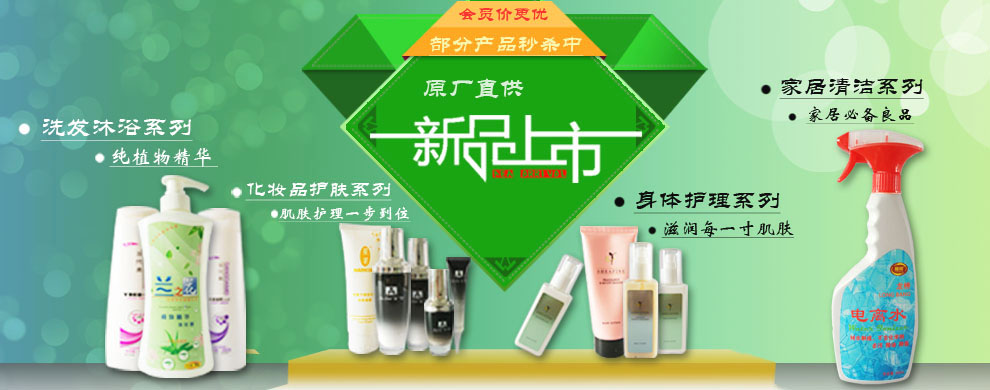 会员价更优
部分产品秒杀中
原厂直供
新品上市
洗发沐浴系列
纯植物精华
化妆品护肤系列
肌肤护理一步到位
身体护理系列
滋润每一寸肌肤
家居清洁系列
家居必备良品
电离水